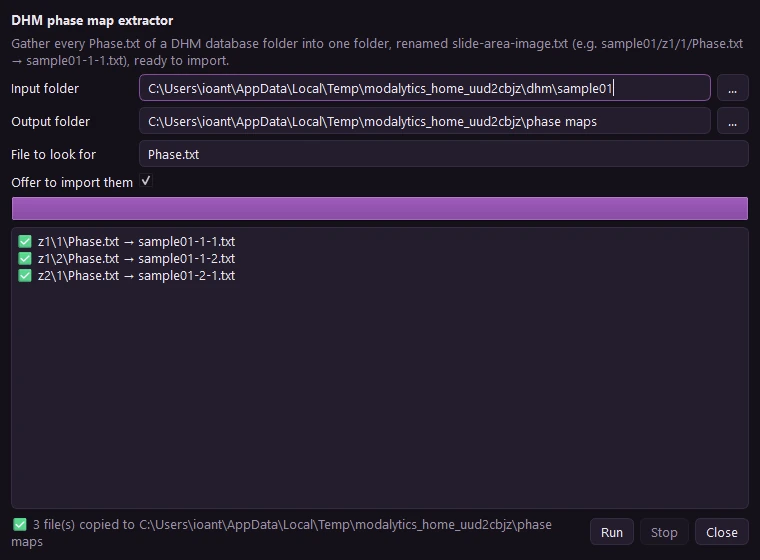 DHM phase map extractor
Gather every Phase.txt of a DHM database folder into one folder, renamed slide-area-image.txt (e.g. sample01/z1/1/Phase.txt
→ sample01-1-1.txt), ready to import.
Input folder C:\Users\ioant\AppData\Local\Temp\modalytics_home_uud2cbjz\dhm\sample01 ...
Output folder C:\Users\ioant\AppData\Local\Temp\modalytics_home_uud2cbjz\phase maps ...
File to look for Phase.txt
Offer to import them ✓
✅ z1\1\Phase.txt → sample01-1-1.txt
✅ z1\2\Phase.txt → sample01-1-2.txt
✅ z2\1\Phase.txt → sample01-2-1.txt
✅ 3 file(s) copied to C:\Users\ioant\AppData\Local\Temp\modalytics_home_uud2cbjz\phase
maps
Run Stop Close